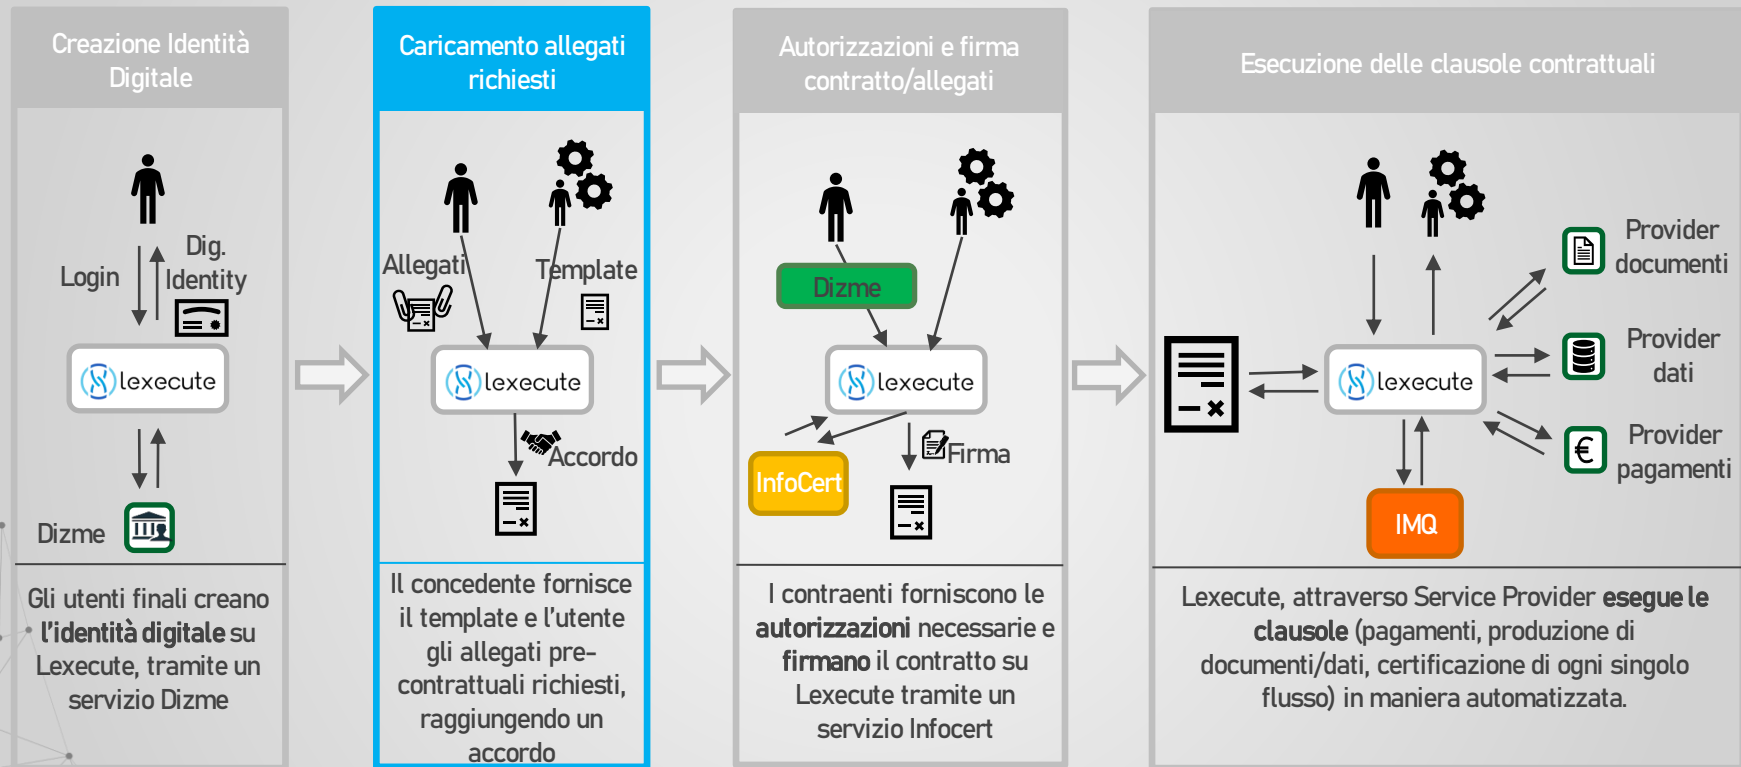 Creazione Identità
Digitale
Login
Dig.
Identity
lexecute
Dizme
Gli utenti finali creano
l'identità digitale su
Lexecute, tramite un
servizio Dizme
Caricamento allegati
richiesti
Allegati
Template
lexecute
Accordo
Il concedente fornisce
il template e l'utente
gli allegati pre-
contrattuali richiesti,
raggiungendo un
accordo
Autorizzazioni e firma
contratto/allegati
Dizme
lexecute
InfoCert
Firma
I contraenti forniscono le
autorizzazioni necessarie e
firmano il contratto su
Lexecute tramite un
servizio Infocert
Esecuzione delle clausole contrattuali
Provider
documenti
Provider
dati
lexecute
Provider
pagamenti
€
IMQ
Lexecute, attraverso Service Provider esegue le
clausole (pagamenti, produzione di
documenti/dati, certificazione di ogni singolo
flusso) in maniera automatizzata.